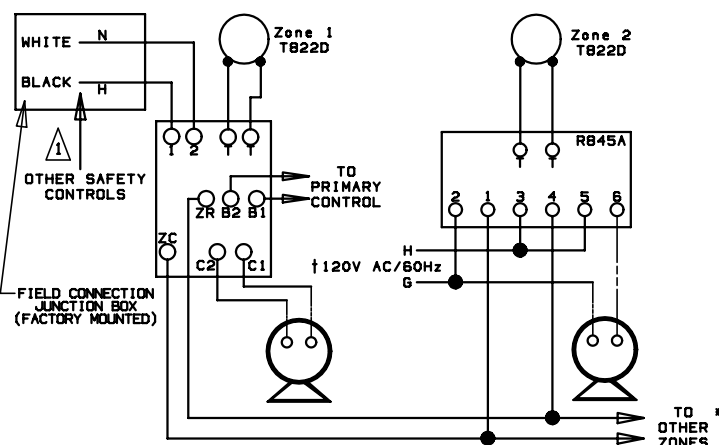 WHITE
N
BLACK
H
1
OTHER SAFETY
CONTROLS
FIELD CONNECTION
JUNCTION BOX
(FACTORY MOUNTED)
Zone 1
T822D
1
2
T
T
ZR
B2
B1
ZC
C2
C1
TO
PRIMARY
CONTROL
Zone 2
T822D
R845A
T
T
2
1
3
4
5
6
H
†120V AC/60Hz
G
TO
OTHER
ZONES